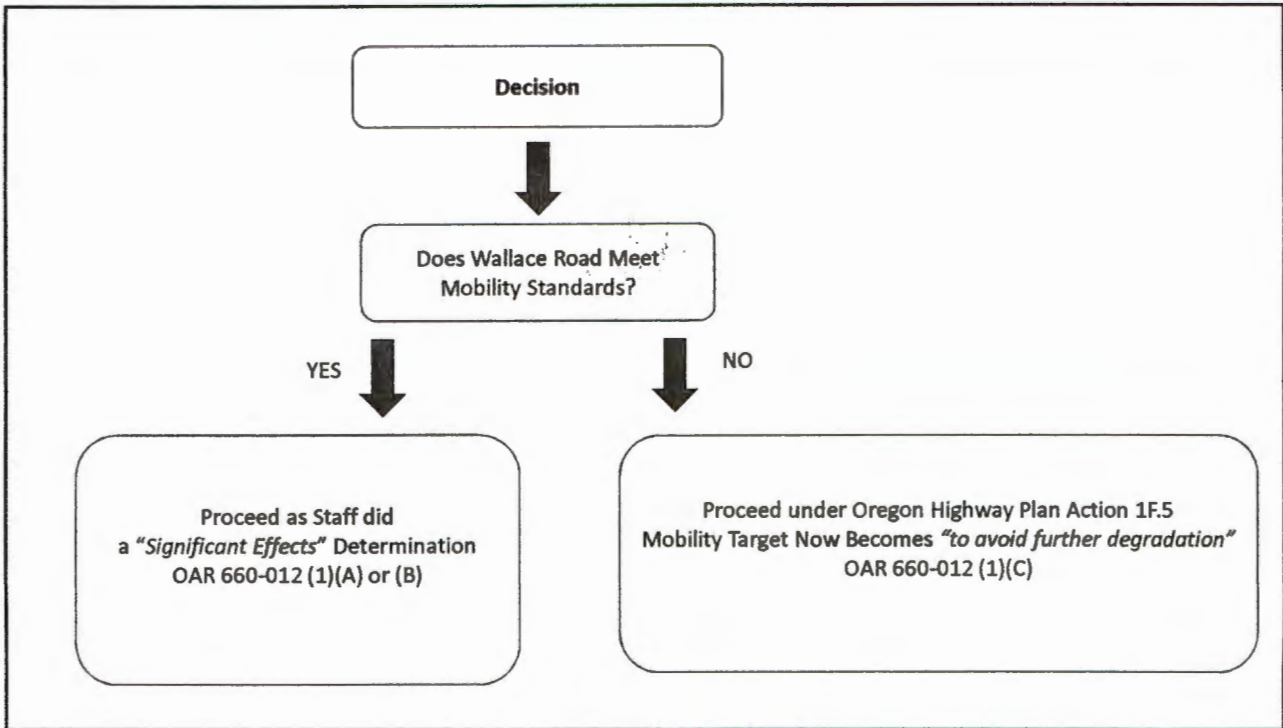 Decision
Does Wallace Road Meet
Mobility Standards?
YES
NO
Proceed as Staff did
a "Significant Effects" Determination
OAR 660-012 (1)(A) or (B)
Proceed under Oregon Highway Plan Action 1F.5
Mobility Target Now Becomes "to avoid further degradation"
OAR 660-012 (1)(C)